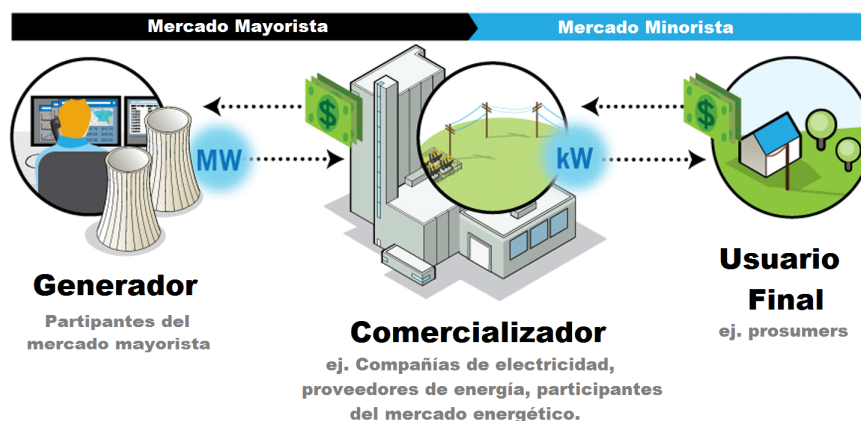 Mercado Mayorista
Mercado Minorista
$
$
MW
kW
Generador
Partipantes del
mercado mayorista
Comercializador
ej. Compañías de electricidad,
proveedores de energía, participantes
del mercado energético.
Usuario
Final
ej. prosumers